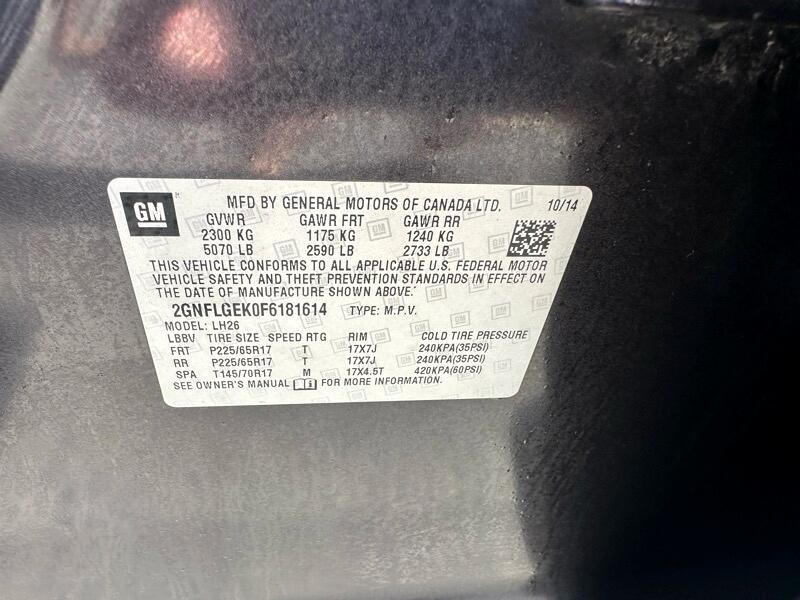 GM
MFD BY GENERAL MOTORS OF CANADA LTD. 10/14
GVWR GAWR FRT GAWR RR
2300 KG 1175 KG 1240 KG
5070 LB 2590 LB 2733 LB
THIS VEHICLE CONFORMS TO ALL APPLICABLE U.S. FEDERAL MOTOR
VEHICLE SAFETY AND THEFT PREVENTION STANDARDS IN EFFECT ON
THE DATE OF MANUFACTURE SHOWN ABOVE.
2GNFLGEK0F6181614 TYPE: M.P.V.
MODEL: LH26
LBBV TIRE SIZE SPEED RTG RIM COLD TIRE PRESSURE
FRT P225/65R17 T 17X7J 240KPA(35PSI)
RR P225/65R17 T 17X7J 240KPA(35PSI)
SPA T145/70R17 M 17X4.5T 420KPA(60PSI)
SEE OWNER'S MANUAL FOR MORE INFORMATION.